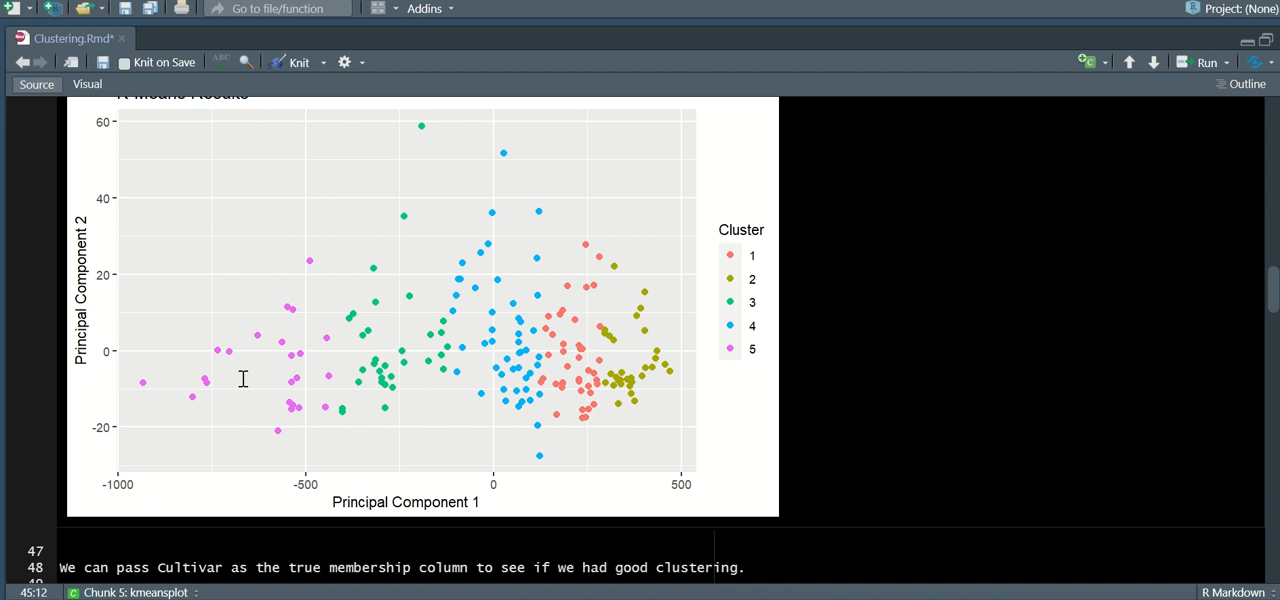 Go to file/function
Addins
Project: (None)
Clustering.Rmd*
Knit on Save
ABC
Knit
Run
Source
Visual
Outline
60
40
20
0
-20
Principal Component 2
-1000
-500
0
500
Principal Component 1
Cluster
1
2
3
4
5
47
48 We can pass Cultivar as the true membership column to see if we had good clustering.
45:12
Chunk 5: kmeansplot
R Markdown